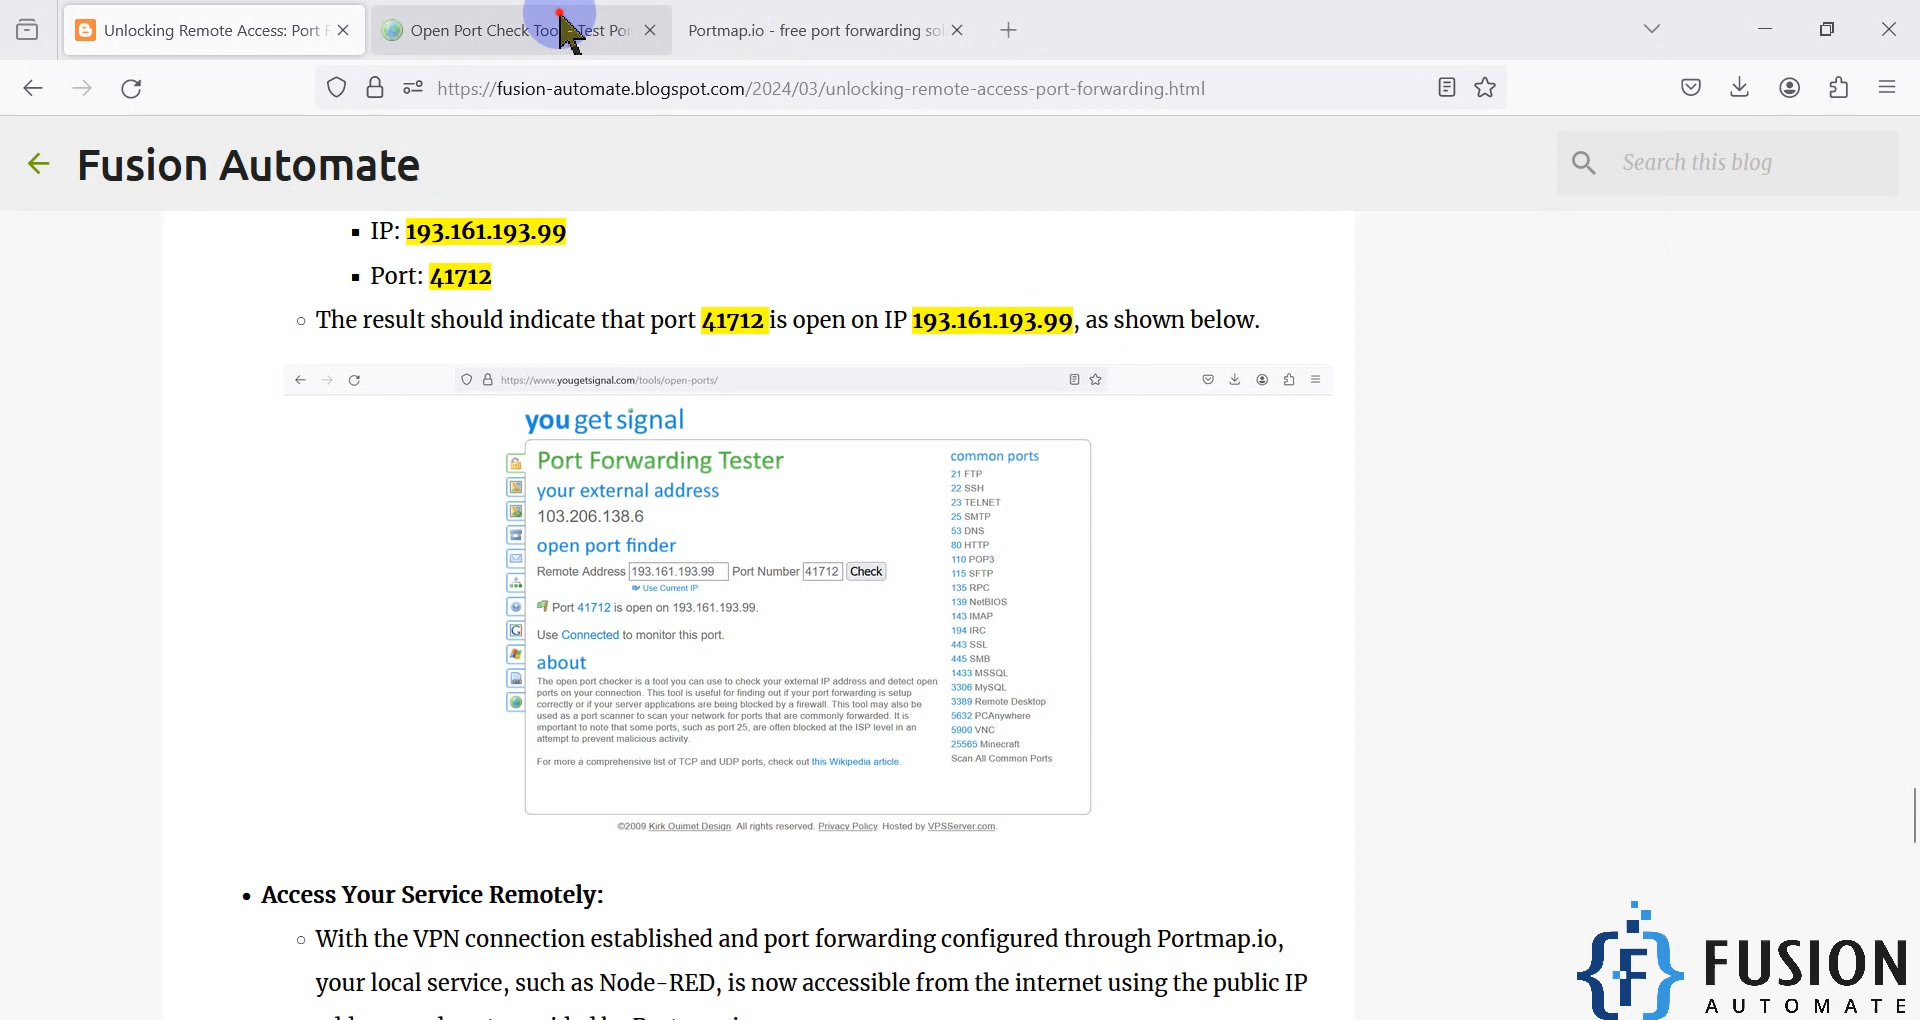 Unlocking Remote Access: Port F
Open Port Check Too Test Por
Portmap.io - free port forwarding sol
https://fusion-automate.blogspot.com/2024/03/unlocking-remote-access-port-forwarding.html
Fusion Automate
Search this blog
IP: 193.161.193.99
Port: 41712
The result should indicate that port 41712 is open on IP 193.161.193.99, as shown below.
https://www.yougetsignal.com/tools/open-ports/
you get signal
Port Forwarding Tester
your external address
103.206.138.6
open port finder
Remote Address 193.161.193.99 Port Number 41712 Check
Use Current IP
Port 41712 is open on 193.161.193.99.
Use Connected to monitor this port.
about
The open port checker is a tool you can use to check your external IP address and detect open
ports on your connection. This tool is useful for finding out if your port forwarding is setup
correctly or if your server applications are being blocked by a firewall. This tool may also be
used as a port scanner to scan your network for ports that are commonly forwarded. It is
important to note that some ports, such as port 25, are often blocked at the ISP level in an
attempt to prevent malicious activity.
For more a comprehensive list of TCP and UDP ports, check out this Wikipedia article.
common ports
21 FTP
22 SSH
23 TELNET
25 SMTP
53 DNS
80 HTTP
110 POP3
115 SFTP
135 RPC
139 NetBIOS
143 IMAP
194 IRC
443 SSL
445 SMB
1433 MSSQL
3306 MySQL
3389 Remote Desktop
5632 PCAnywhere
5900 VNC
25565 Minecraft
Scan All Common Ports
©2009 Kirk Ouimet Design. All rights reserved. Privacy Policy. Hosted by VPSServer.com.
Access Your Service Remotely:
With the VPN connection established and port forwarding configured through Portmap.io,
your local service, such as Node-RED, is now accessible from the internet using the public IP
FUSION
AUTOMATE